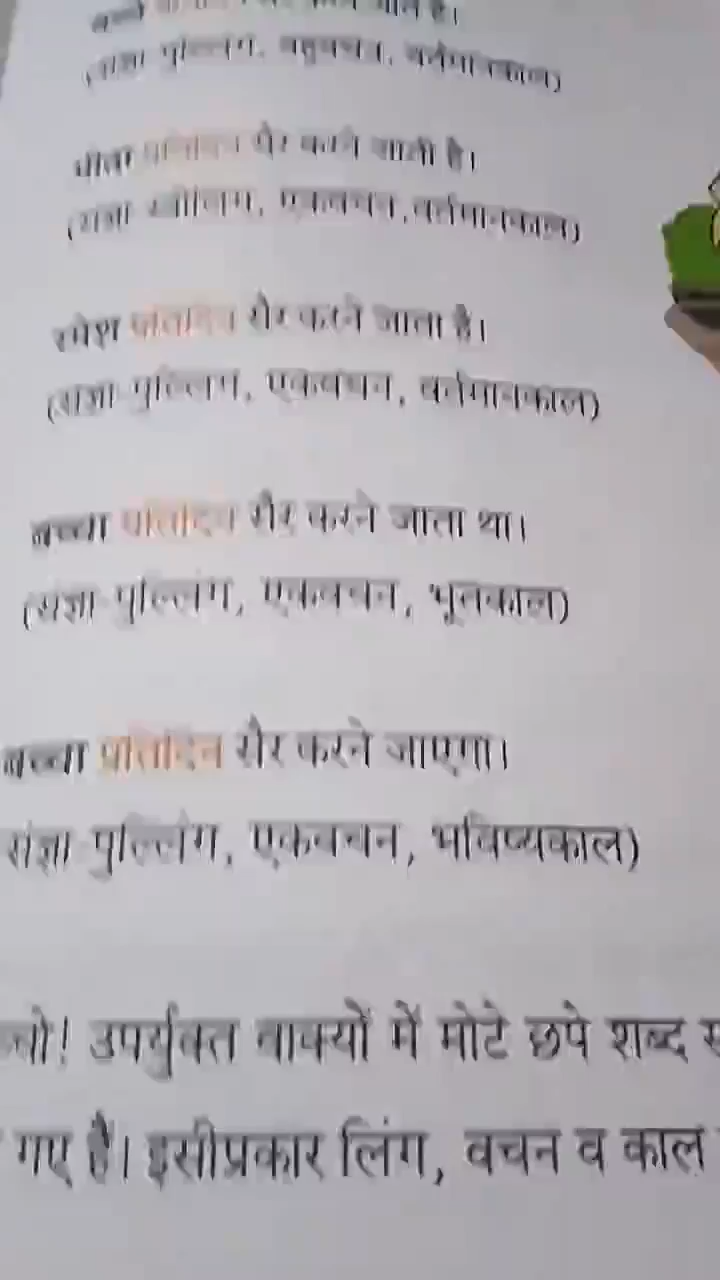 (संज्ञा पुल्लिंग, बहुवचन, वर्तमानकाल)
प्रतिदिन सैर करने जाती है।
(संज्ञा स्त्रीलिंग, एकवचन,वर्तमानकाल)
रमेश प्रतिदिन सैर करने जाता है।
(संज्ञा-पुल्लिंग, एकवचन, वर्तमानकाल)
बच्चा प्रतिदिन सैर करने जाता था।
(संज्ञा-पुल्लिंग, एकवचन, भूतकाल)
बच्चा प्रतिदिन सैर करने जाएगा।
संज्ञा-पुल्लिंग, एकवचन, भविष्यकाल)
उपर्युक्त वाक्यों में मोटे छपे शब्द
गए हैं। इसीप्रकार लिंग, वचन व काल